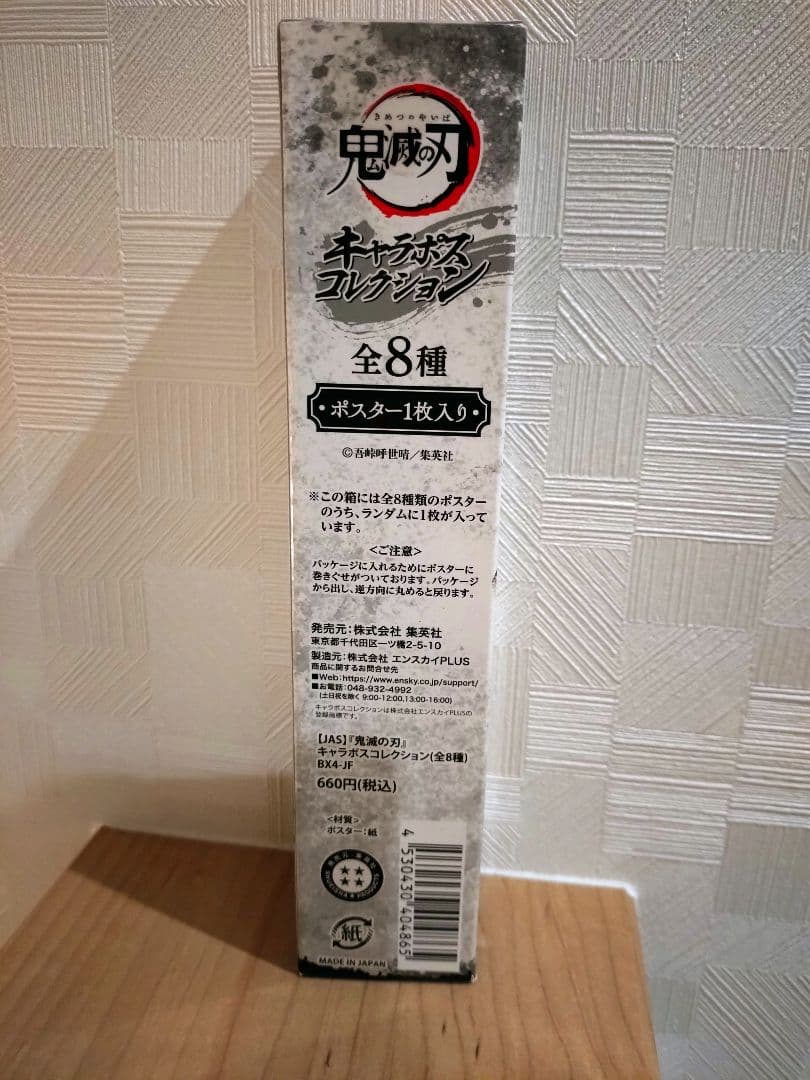 きめつのやいば
鬼滅の刃
キャラポス
コレクション
全8種
・ポスター1枚入り・
©吾峠呼世晴／集英社
※この箱には全8種類のポスター
のうち、ランダムに1枚が入って
います。
＜ご注意＞
パッケージに入れるためにポスターに
巻きぐせがついております。パッケージ
から出し、逆方向に丸めると戻ります。
発売元：株式会社 集英社
東京都千代田区一ツ橋2-5-10
製造元：株式会社 エンスカイPLUS
商品に関するお問合せ先
■Web：https://www.ensky.co.jp/support/
■お電話：048-932-4992
(土日祝を除く 9:00-12:00,13:00-16:00)
キャラポスコレクションは株式会社エンスカイPLUSの
登録商標です。
【JAS】『鬼滅の刃』
キャラポスコレクション(全8種)
BX4-JF
660円(税込)
＜材質＞
ポスター：紙
発売元・集英社
SHUEISHA PRODUCT
紙
MADE IN JAPAN
4 530430 404865